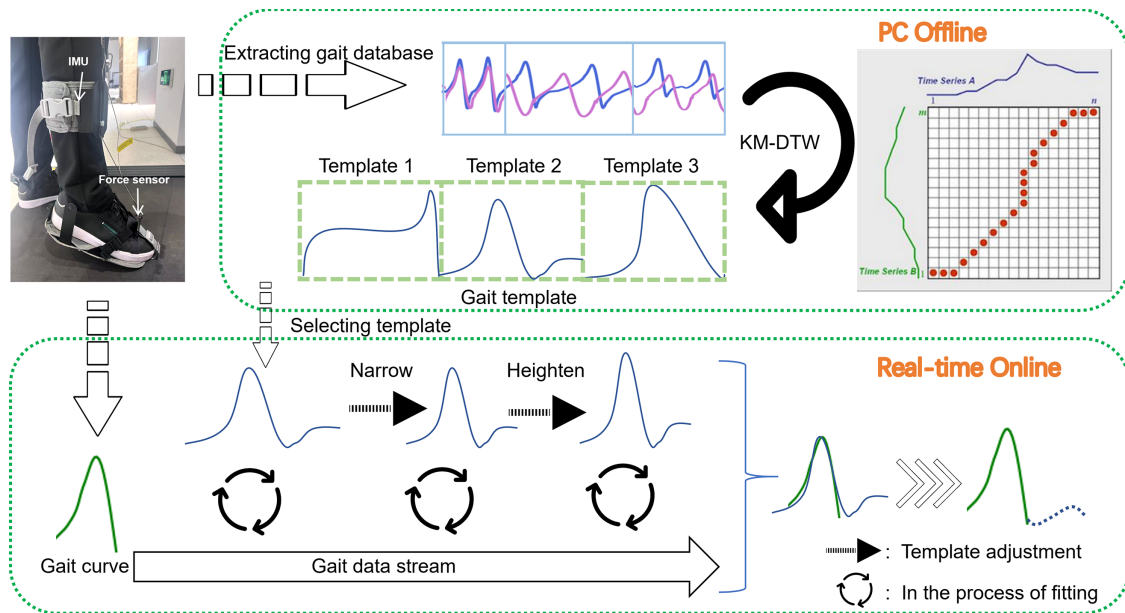 PC Offline
Extracting gait database
IMU
Force sensor
KM-DTW
Time Series A
1
n
m
Time Series B
1
Template 1
Template 2
Template 3
Gait template
Selecting template
Real-time Online
Narrow
Heighten
Gait curve
Gait data stream
: Template adjustment
: In the process of fitting